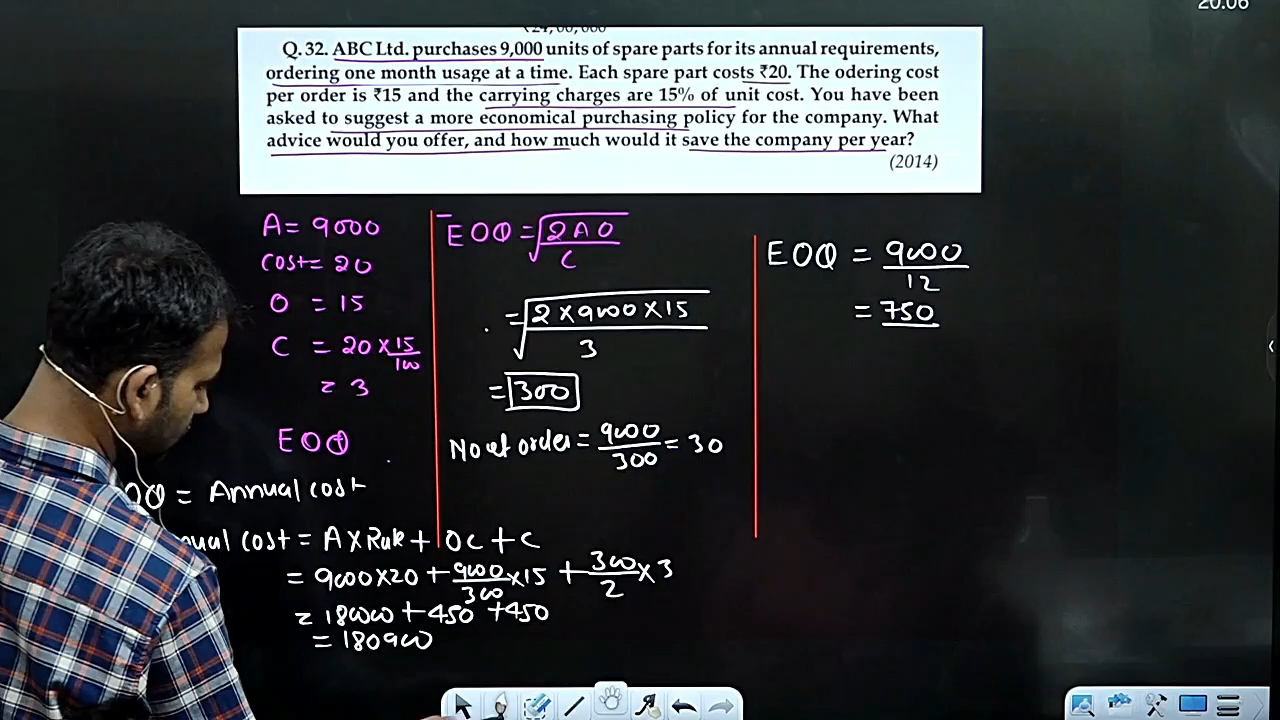 20:06
₹24,00,000
Q. 32. ABC Ltd. purchases 9,000 units of spare parts for its annual requirements,
ordering one month usage at a time. Each spare part costs ₹20. The odering cost
per order is ₹15 and the carrying charges are 15% of unit cost. You have been
asked to suggest a more economical purchasing policy for the company. What
advice would you offer, and how much would it save the company per year?
(2014)
A = 9000
Cost = 20
O = 15
C = 20 × 15/100
= 3
EOQ
OQ = Annual cost
EOQ = √2AO/C
= √2×9000×15/3
= 300
No of order = 9000/300 = 30
nual cost = A×Rate + OC + C
= 9000×20 + 9000/300×15 + 300/2×3
= 180000 + 450 + 450
= 180900
EOQ = 9000/12
= 750